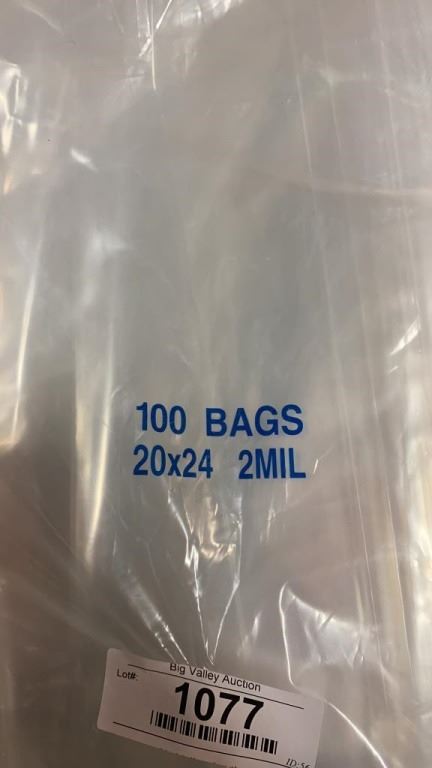 100 BAGS
20x24 2MIL
Big Valley Auction
Lot#:
1077